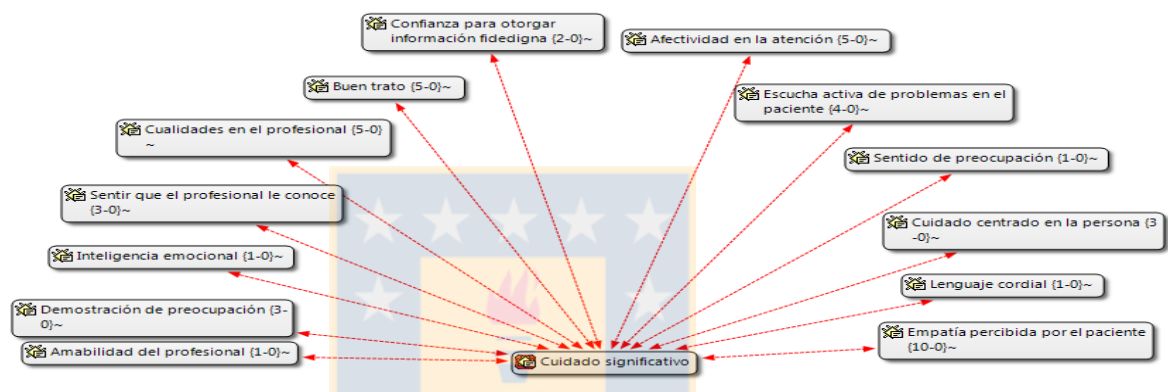 Confianza para otorgar
información fidedigna {2-0}~
Afectividad en la atención {5-0}~
Buen trato {5-0}~
Escucha activa de problemas en el
paciente {4-0}~
Cualidades en el profesional {5-0}
~
Sentido de preocupación {1-0}~
Sentir que el profesional le conoce
{3-0}~
Cuidado centrado en la persona {3
-0}~
Inteligencia emocional {1-0}~
Lenguaje cordial {1-0}~
Demostración de preocupación {3-
0}~
Empatía percibida por el paciente
{10-0}~
Amabilidad del profesional {1-0}~
Cuidado significativo